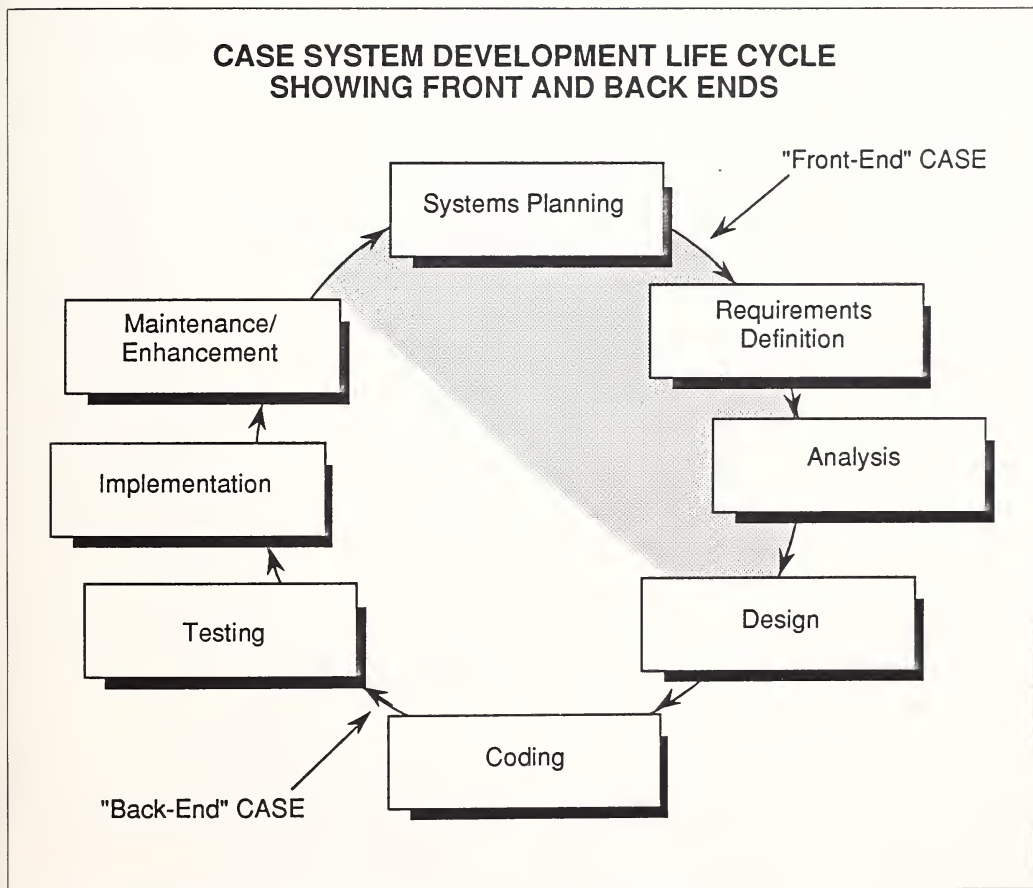 CASE SYSTEM DEVELOPMENT LIFE CYCLE
SHOWING FRONT AND BACK ENDS
"Front-End" CASE
Systems Planning
Requirements
Definition
Analysis
Design
Coding
"Back-End" CASE
Testing
Implementation
Maintenance/
Enhancement